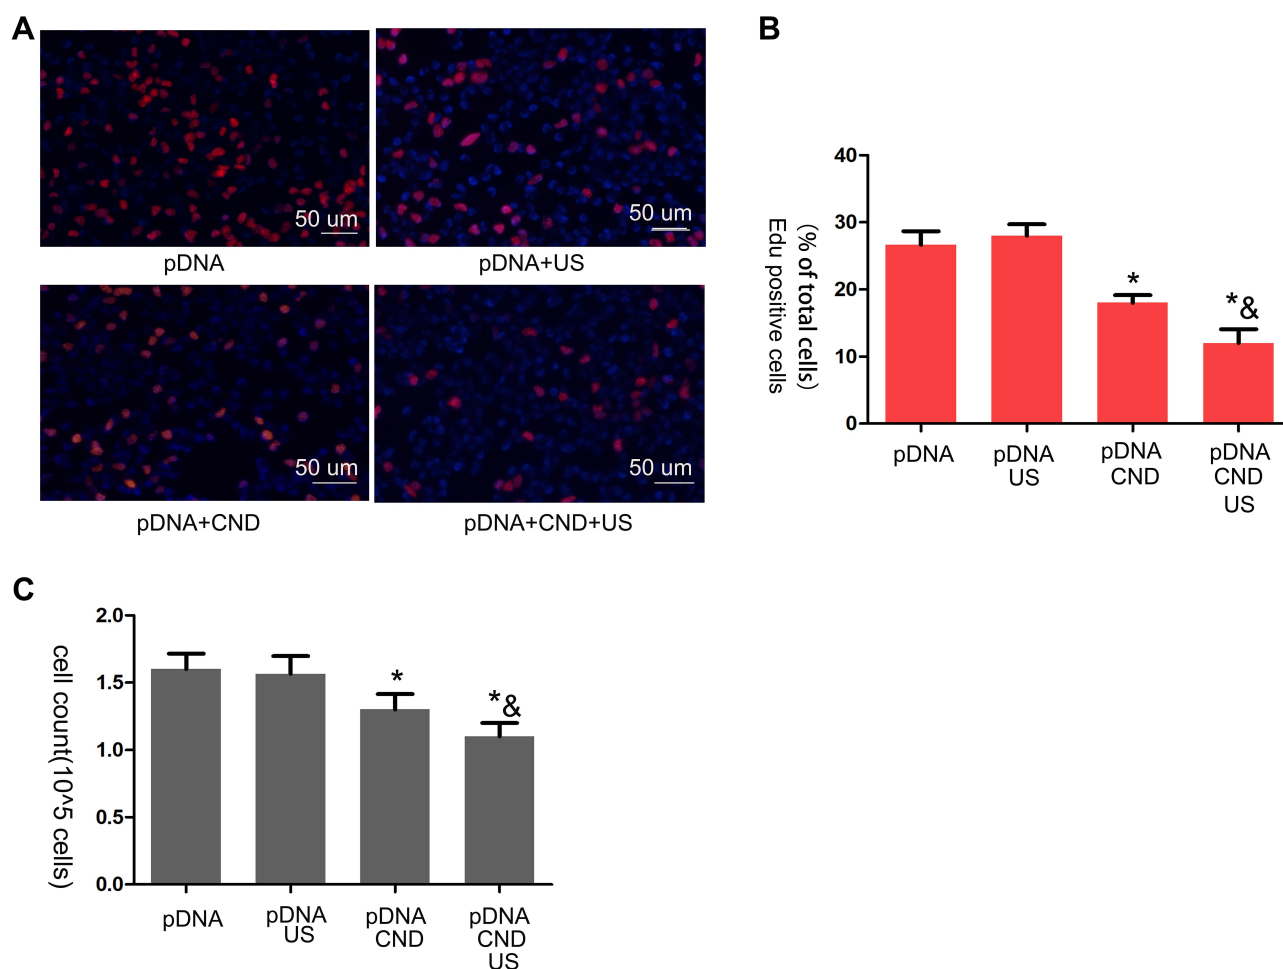 A
50 um
50 um
pDNA
pDNA+US
50 um
50 um
pDNA+CND
pDNA+CND+US
B
40
30
20
10
0
Edu positive cells
(% of total cells)
*
*&
pDNA
pDNA
US
pDNA
CND
pDNA
CND
US
C
2.0
1.5
1.0
0.5
0.0
cell count(10^5 cells)
*
*&
pDNA
pDNA
US
pDNA
CND
pDNA
CND
US